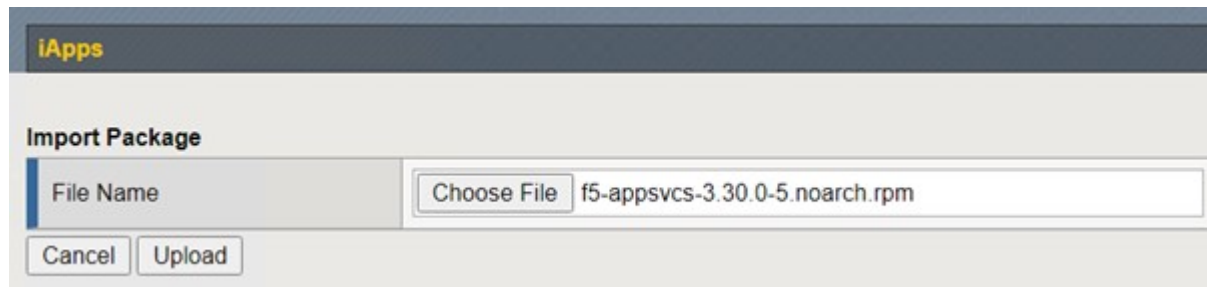 iApps
Import Package
File Name Choose File f5-appsvcs-3.30.0-5.noarch.rpm
Cancel Upload